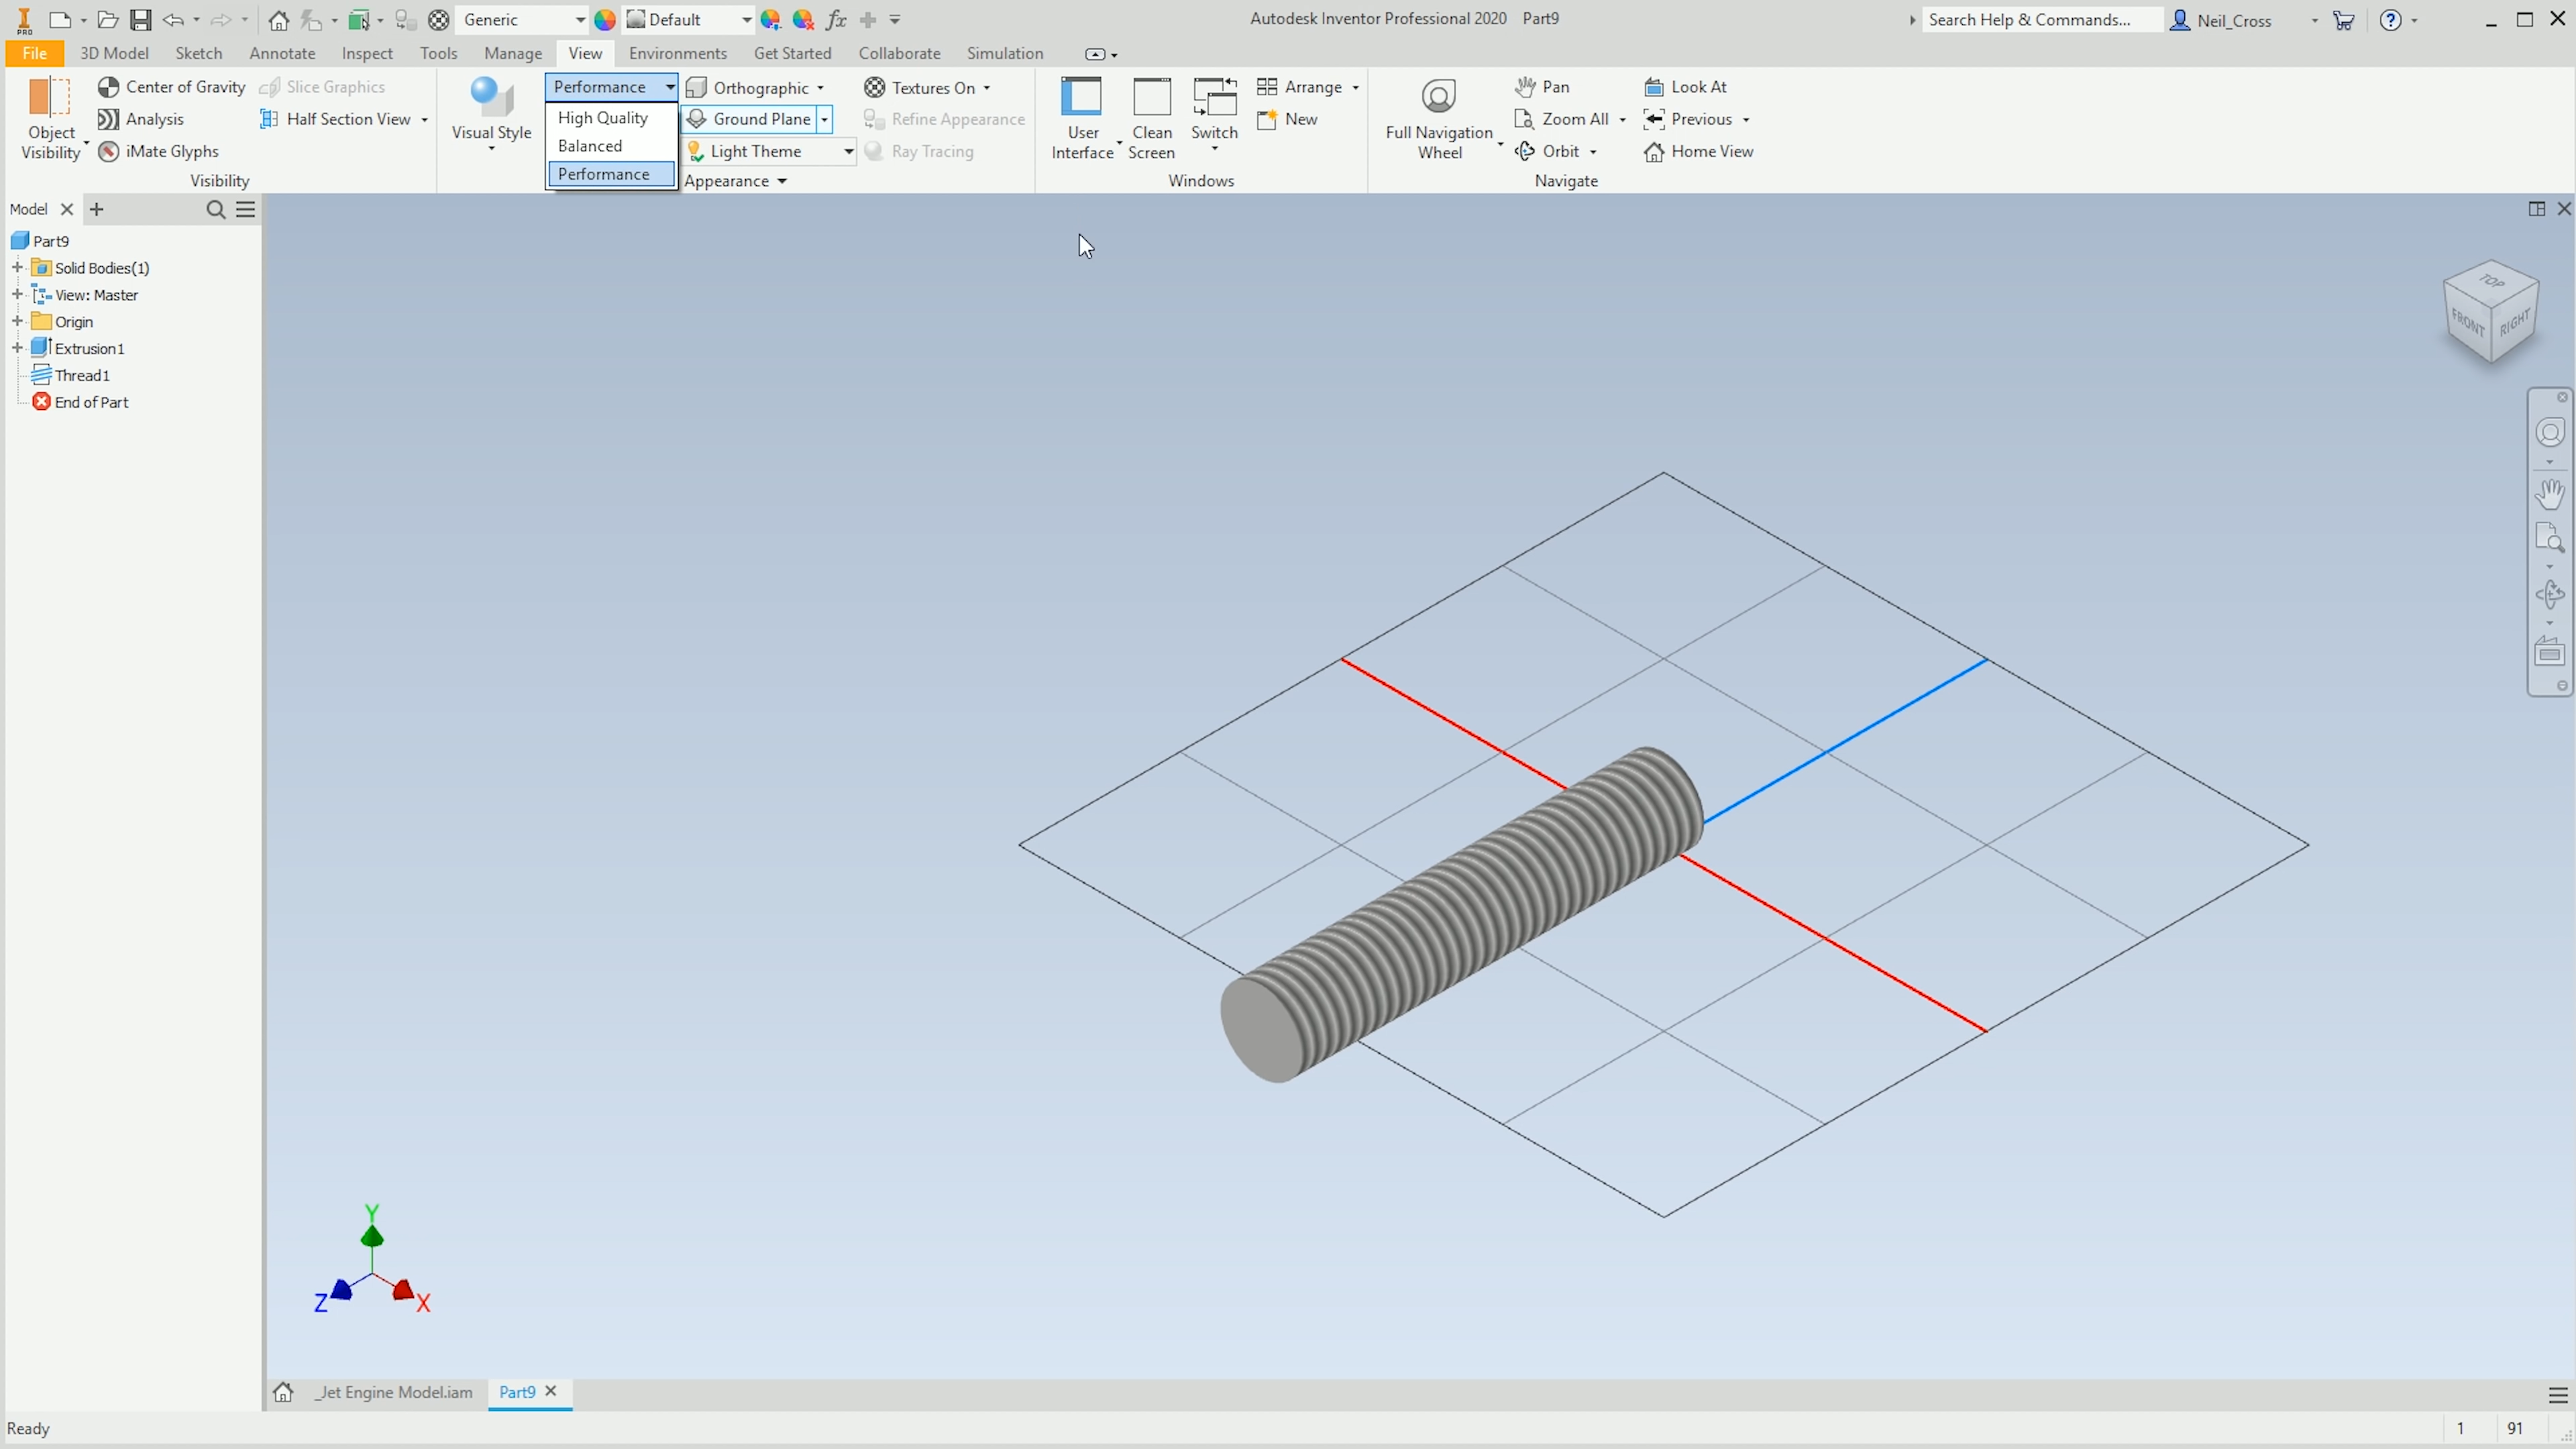 PRO
Generic
Default
fx
Autodesk Inventor Professional 2020 Part9
Search Help & Commands...
Neil_Cross
File 3D Model Sketch Annotate Inspect Tools Manage View Environments Get Started Collaborate Simulation
Object Visibility
Center of Gravity
Analysis
iMate Glyphs
Slice Graphics
Half Section View
Visibility
Visual Style
Performance
High Quality
Balanced
Performance
Orthographic
Ground Plane
Light Theme
Textures On
Refine Appearance
Ray Tracing
Appearance
User Interface
Clean Screen
Switch
Arrange
New
Windows
Full Navigation Wheel
Pan
Zoom All
Orbit
Look At
Previous
Home View
Navigate
Model
Part9
Solid Bodies(1)
View: Master
Origin
Extrusion1
Thread1
End of Part
TOP
FRONT
RIGHT
Y
Z
X
_Jet Engine Model.iam
Part9
Ready
1 91